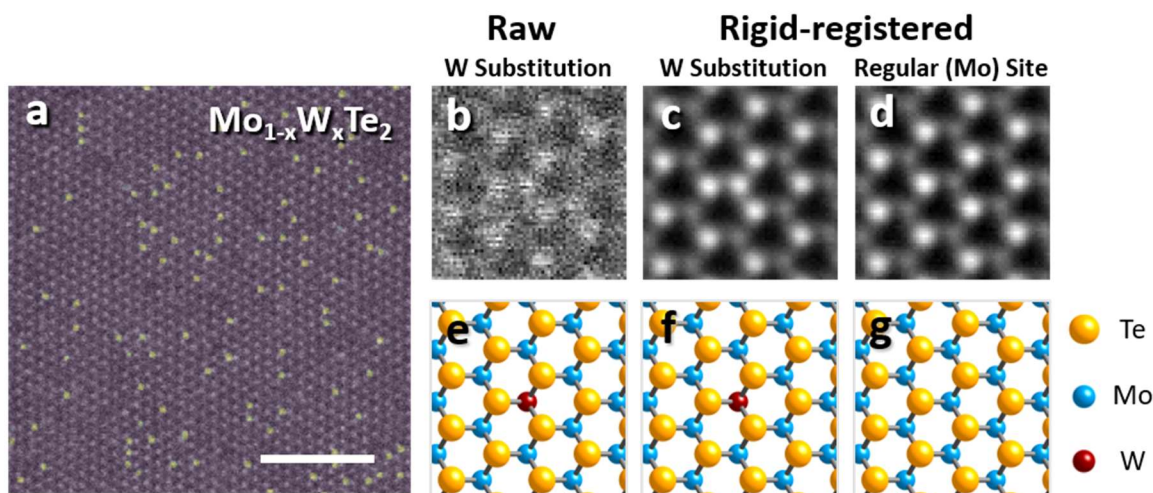 Raw
Rigid-registered
W Substitution
W Substitution
Regular (Mo) Site
a
Mo₁₋ₓWₓTe₂
b
c
d
e
f
g
Te
Mo
W